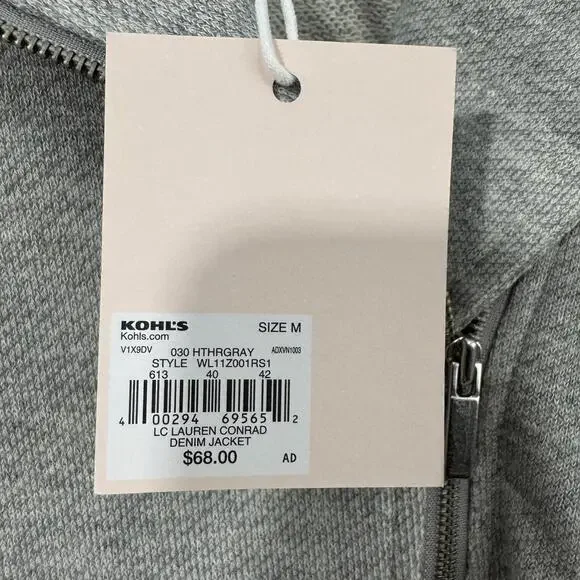 KOHL'S SIZE M
Kohls.com
V1X9DV 030 HTHRGRAY ADXVN1003
STYLE WL11Z001RS1
613 40 42
4 00294 69565 2
LC LAUREN CONRAD
DENIM JACKET
$68.00 AD